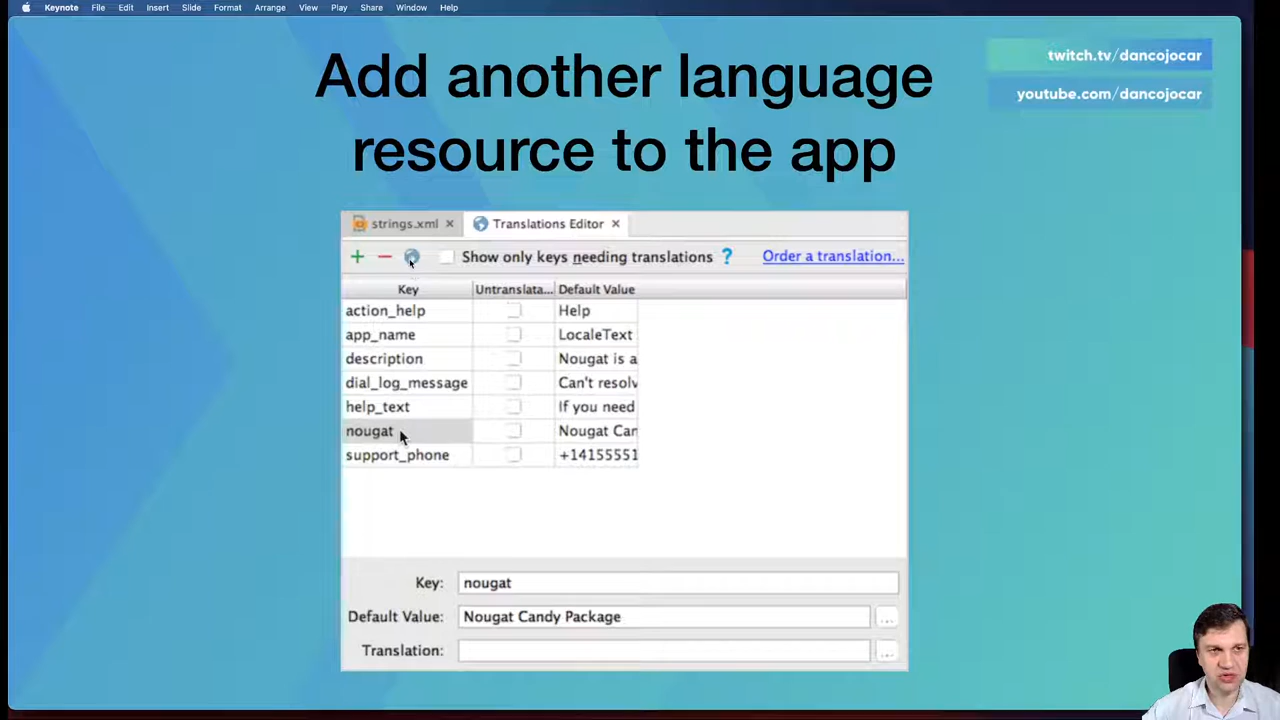 Keynote File Edit Insert Slide Format Arrange View Play Share Window Help
Add another language
resource to the app
twitch.tv/dancojocar
youtube.com/dancojocar
strings.xml Translations Editor
Show only keys needing translations ? Order a translation...
Key Untranslata... Default Value
action_help Help
app_name LocaleText
description Nougat is a
dial_log_message Can't resolv
help_text If you need
nougat Nougat Can
support_phone +14155551
Key: nougat
Default Value: Nougat Candy Package ...
Translation: ...